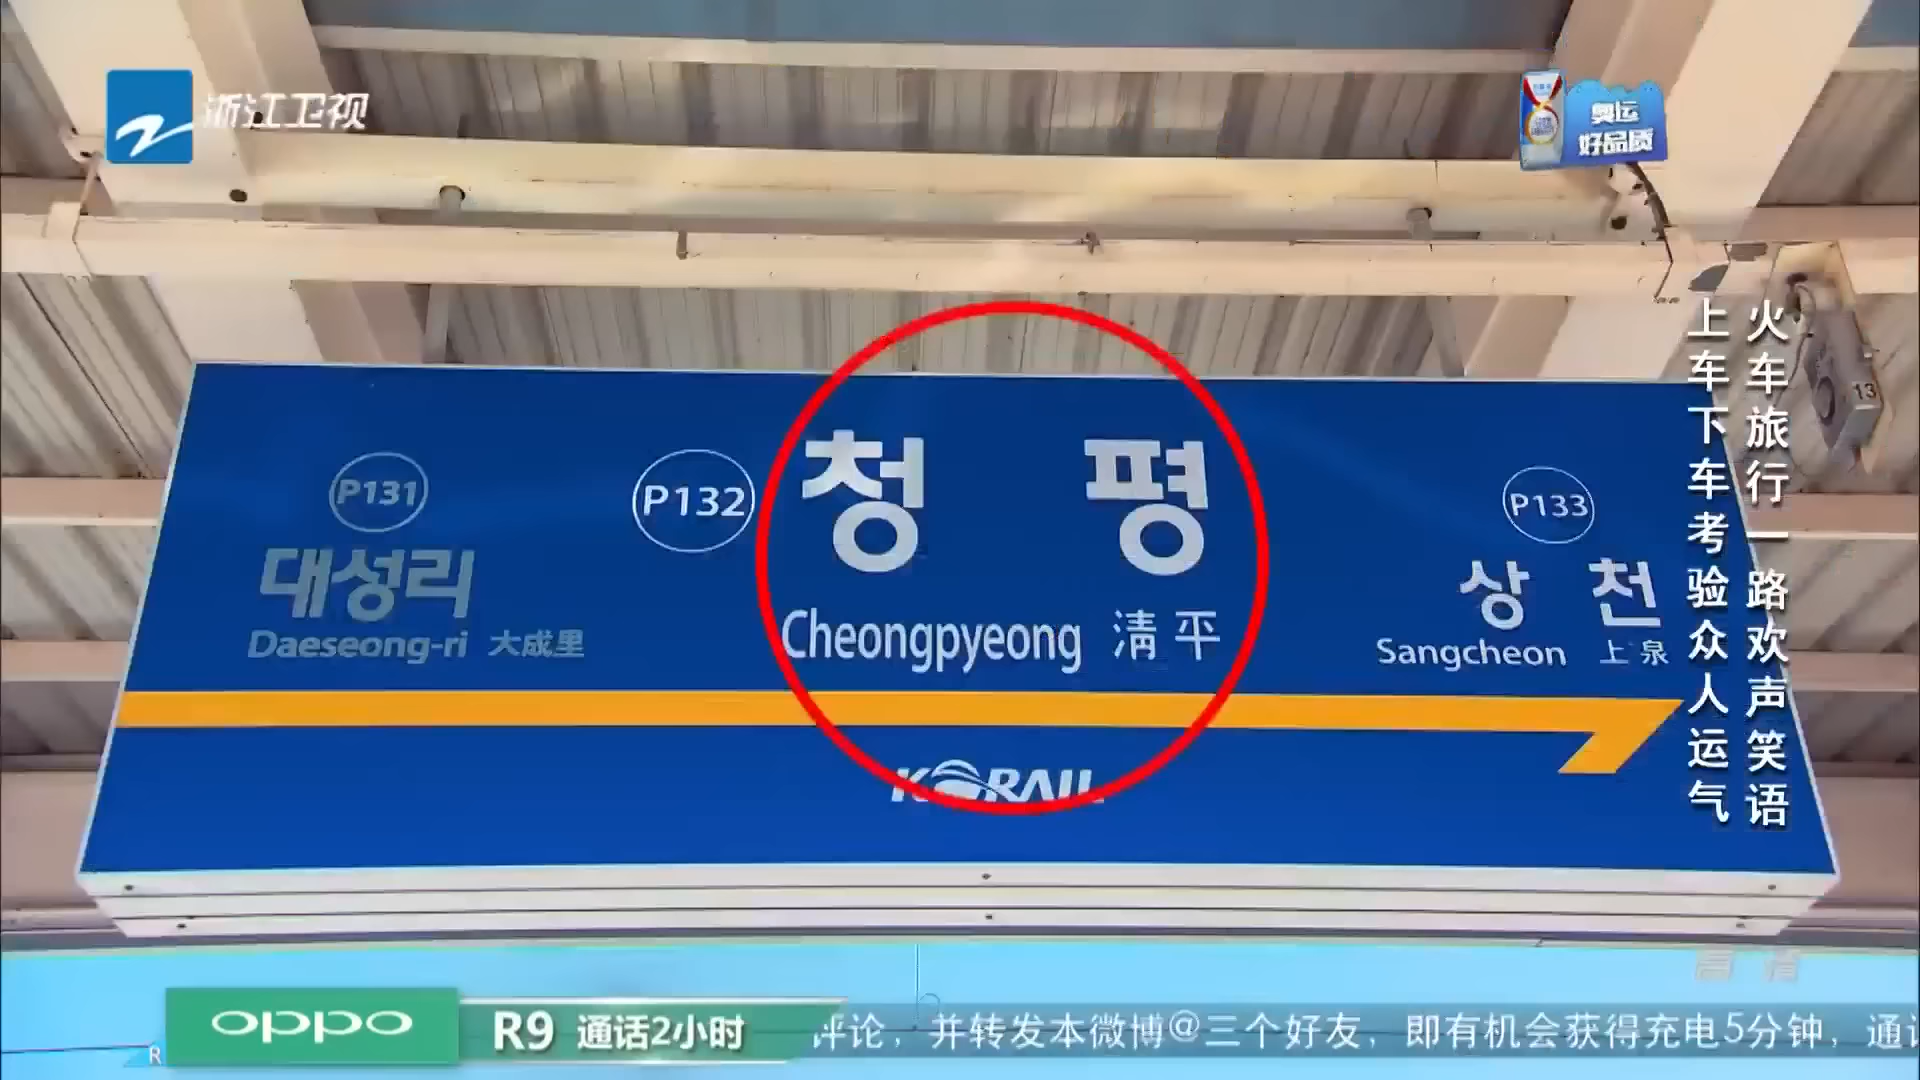 浙江卫视
奥运
好品质
火车旅行一路欢声笑语
上车下车考验众人运气
13
P131
대성리
Daeseong-ri 大成里
P132
청평
Cheongpyeong 淸平
P133
상천
Sangcheon 上泉
KORAIL
高清
oppo
R9 通话2小时
评论，并转发本微博@三个好友，即有机会获得充电5分钟，通
R